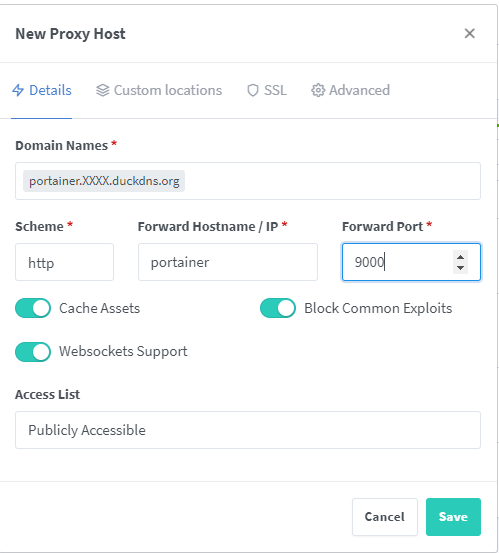 New Proxy Host
Details Custom locations SSL Advanced
Domain Names *
portainer.XXXX.duckdns.org
Scheme * Forward Hostname / IP * Forward Port *
http portainer 9000
Cache Assets Block Common Exploits
Websockets Support
Access List
Publicly Accessible
Cancel Save